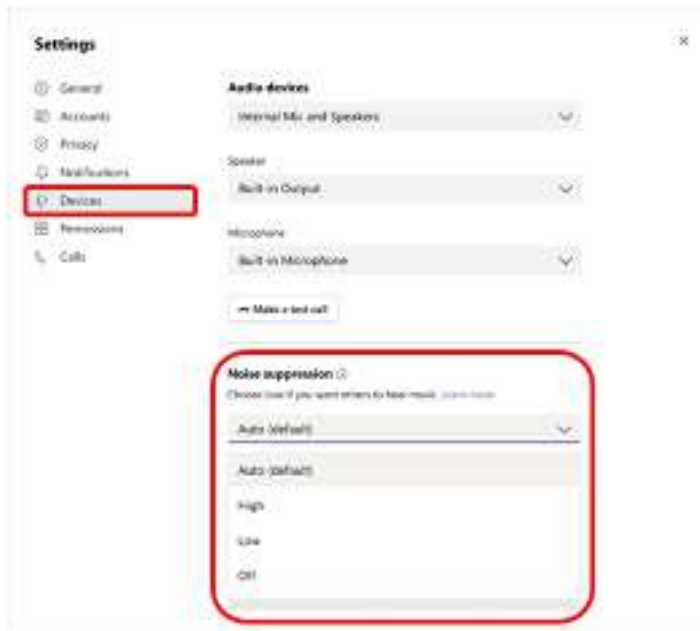 Settings
General
Accounts
Privacy
Notifications
Devices
Permissions
Calls
Audio devices
Internal Mic and Speakers
Speaker
Built-in Output
Microphone
Built-in Microphone
Make a test call
Noise suppression
Choose Low if you want others to hear music. Learn more
Auto (default)
Auto (default)
High
Low
Off